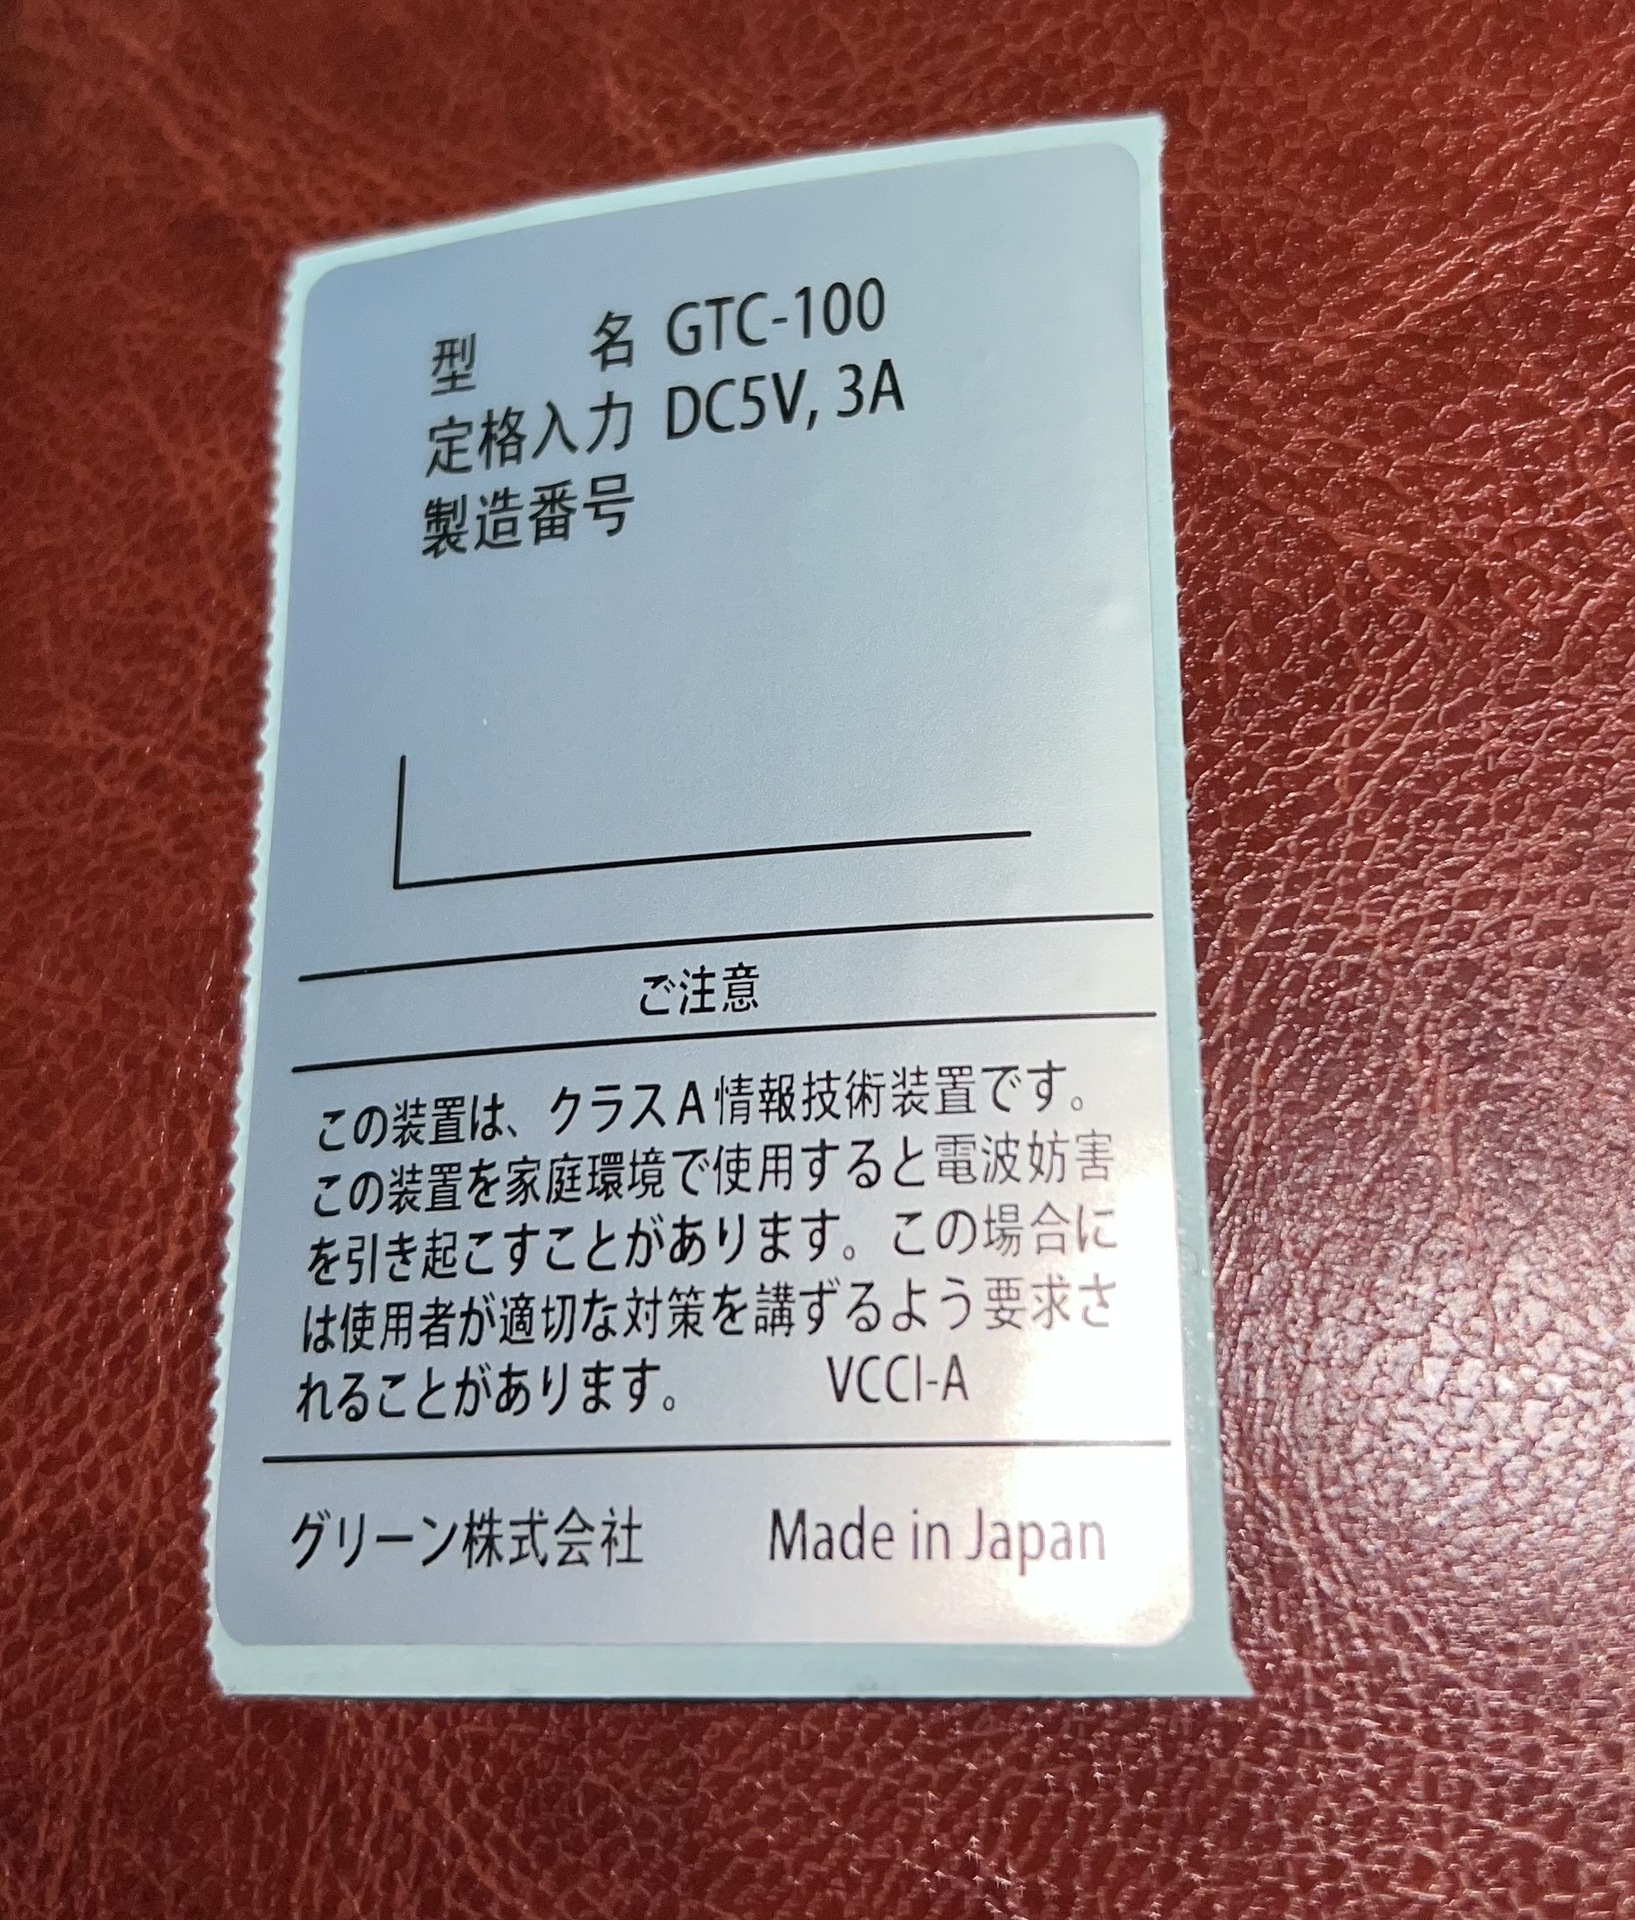 型　　名 GTC-100
定格入力 DC5V, 3A
製造番号
ご注意
この装置は、クラスA情報技術装置です。
この装置を家庭環境で使用すると電波妨害
を引き起こすことがあります。この場合に
は使用者が適切な対策を講ずるよう要求さ
れることがあります。　　VCCI-A
グリーン株式会社　　Made in Japan